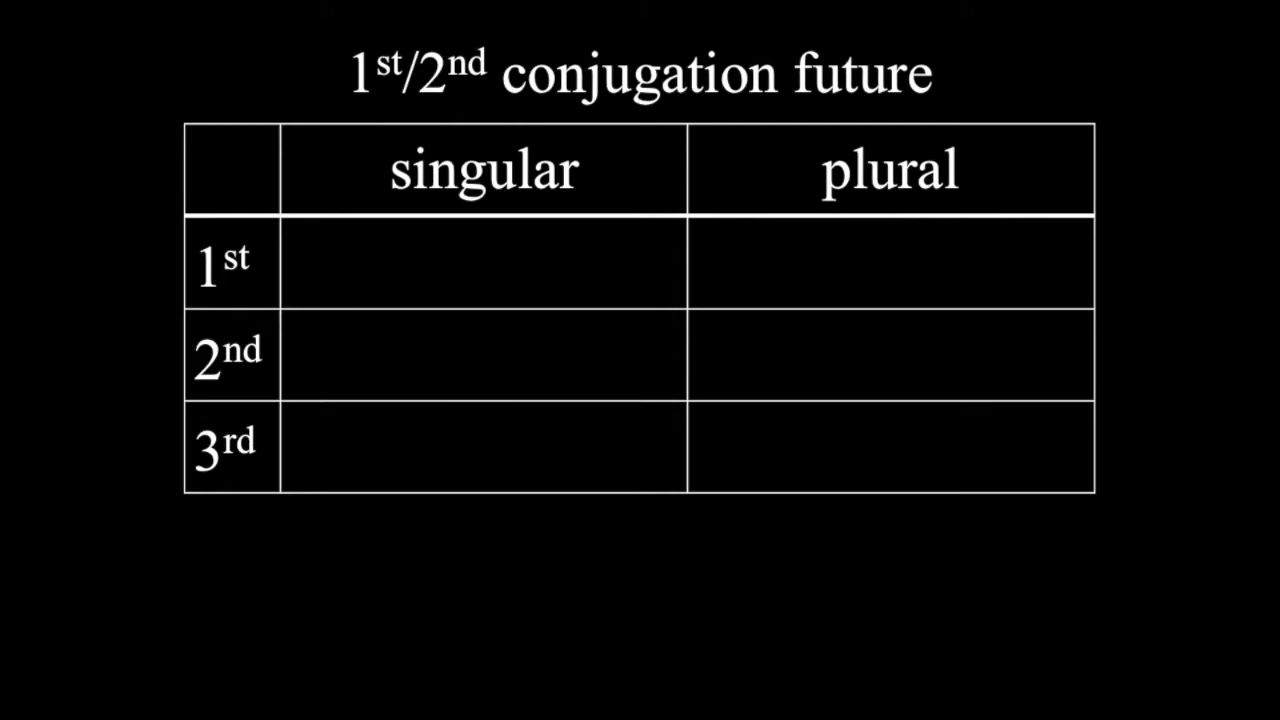 1st/2nd conjugation future
singular plural
1st
2nd
3rd